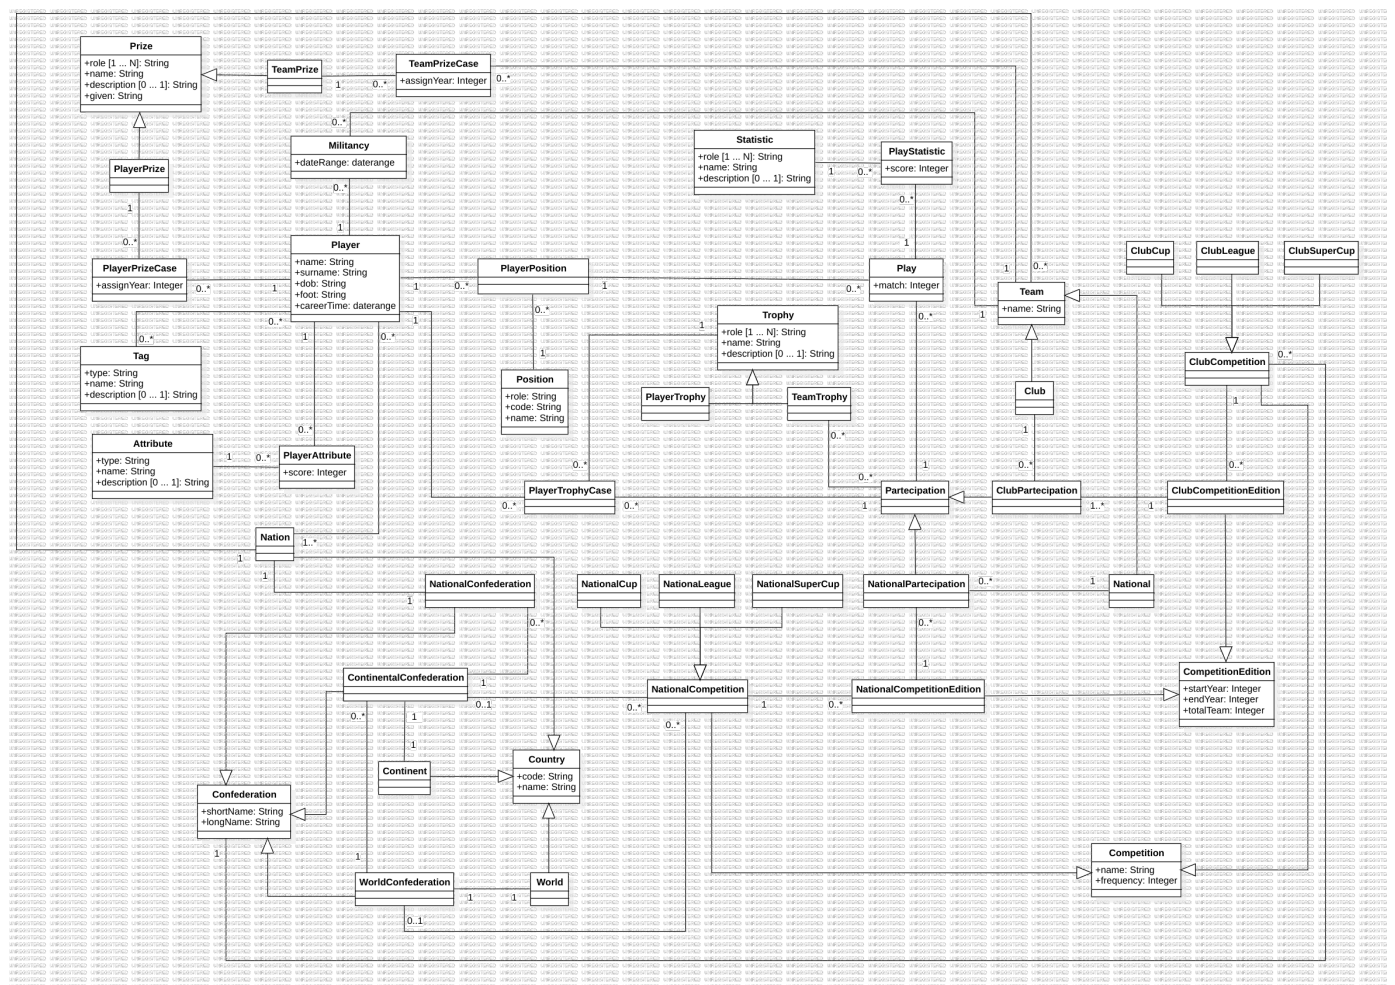 Prize
+role [1 ... N]: String
+name: String
+description [0 ... 1]: String
+given: String
TeamPrize
1
0..*
TeamPrizeCase
+assignYear: Integer
0..*
0..*
Militancy
+dateRange: daterange
0..*
1
PlayerPrize
1
0..*
Statistic
+role [1 ... N]: String
+name: String
+description [0 ... 1]: String
1
0..*
PlayStatistic
+score: Integer
0..*
1
Player
+name: String
+surname: String
+dob: String
+foot: String
+careerTime: daterange
PlayerPrizeCase
+assignYear: Integer
0..*
1
1
0..*
PlayerPosition
1
0..*
Play
+match: Integer
0..*
1
0..*
Team
+name: String
1
ClubCup
ClubLeague
ClubSuperCup
0..*
0..*
1
1
0..*
Tag
+type: String
+name: String
+description [0 ... 1]: String
0..*
1
Position
+role: String
+code: String
+name: String
1
Trophy
+role [1 ... N]: String
+name: String
+description [0 ... 1]: String
PlayerTrophy
TeamTrophy
0..*
0..*
Club
1
0..*
ClubCompetition
0..*
1
0..*
Attribute
+type: String
+name: String
+description [0 ... 1]: String
1
0..*
0..*
PlayerAttribute
+score: Integer
0..*
0..*
PlayerTrophyCase
0..*
1
1
Partecipation
ClubPartecipation
1..*
1
ClubCompetitionEdition
Nation
1..*
1
1
1
NationalConfederation
0..*
NationalCup
NationaLeague
NationalSuperCup
NationalPartecipation
0..*
1
National
0..*
1
ContinentalConfederation
1
0..1
0..*
1
1
0..*
NationalCompetition
0..*
1
0..*
NationalCompetitionEdition
CompetitionEdition
+startYear: Integer
+endYear: Integer
+totalTeam: Integer
Continent
Country
+code: String
+name: String
Confederation
+shortName: String
+longName: String
1
1
WorldConfederation
1
1
World
0..1
Competition
+name: String
+frequency: Integer